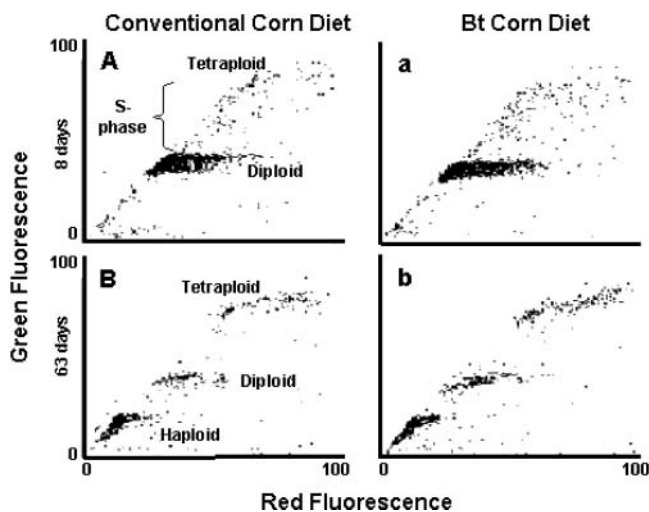 Conventional Corn Diet
Bt Corn Diet
100
A
Tetraploid
a
S-
phase
8 days
Diploid
0
Green Fluorescence
100
B
Tetraploid
b
63 days
Diploid
Haploid
0
0
100
100
Red Fluorescence